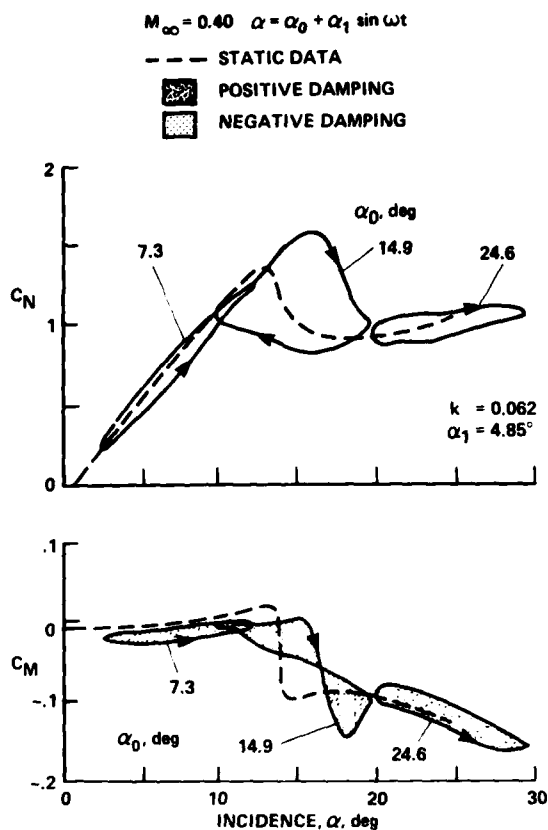 M∞ = 0.40 α = α0 + α1 sin ωt
STATIC DATA
POSITIVE DAMPING
NEGATIVE DAMPING
2
α0, deg
7.3
14.9
24.6
CN
1
k = 0.062
α1 = 4.85°
0
.1
0
CM
7.3
-.1
α0, deg
14.9
24.6
-.2
0 10 20 30
INCIDENCE, α, deg